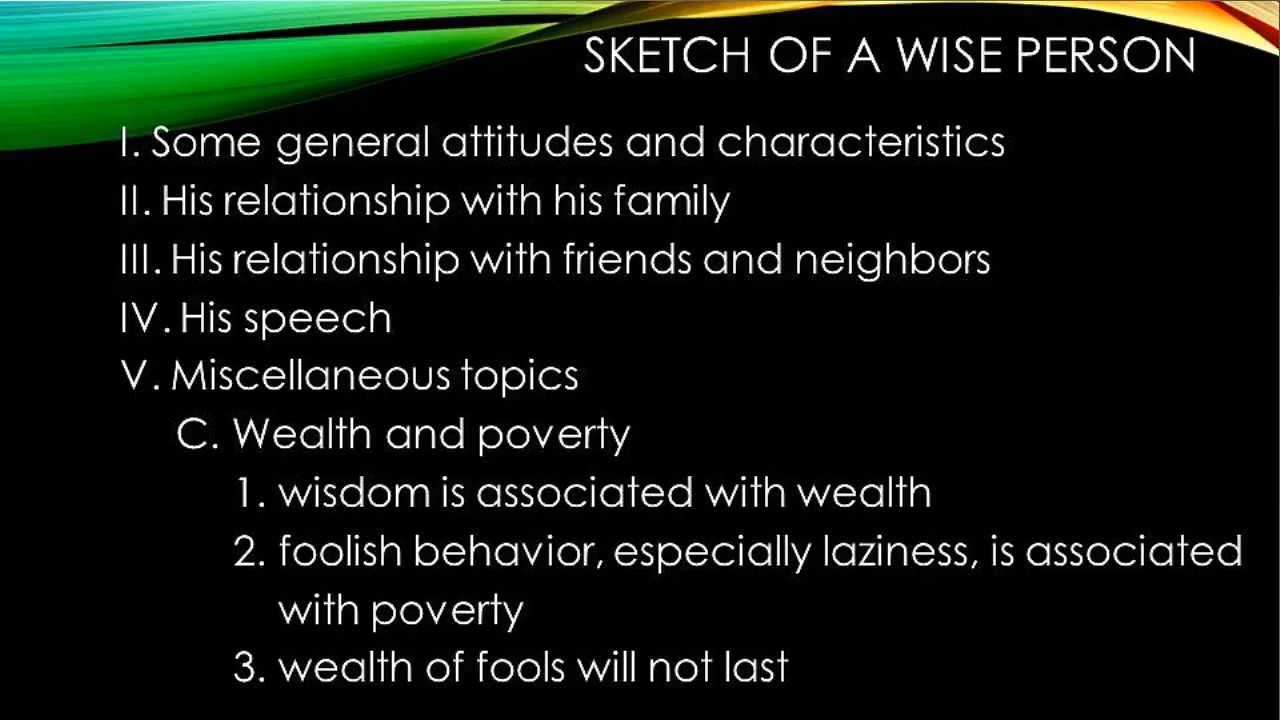 SKETCH OF A WISE PERSON
I. Some general attitudes and characteristics
II. His relationship with his family
III. His relationship with friends and neighbors
IV. His speech
V. Miscellaneous topics
C. Wealth and poverty
1. wisdom is associated with wealth
2. foolish behavior, especially laziness, is associated
with poverty
3. wealth of fools will not last